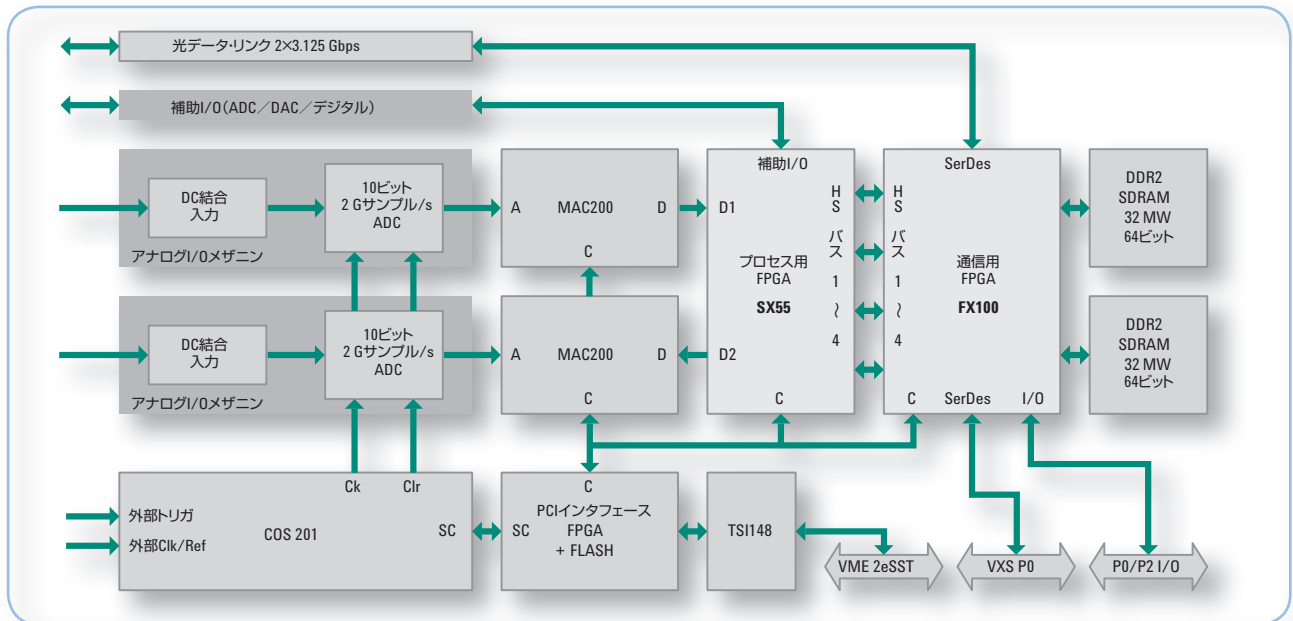 光データ・リンク 2×3.125 Gbps
補助I/O（ADC／DAC／デジタル）
DC結合
入力
10ビット
2 Gサンプル/s
ADC
アナログI/Oメザニン
A
MAC200
D
C
DC結合
入力
10ビット
2 Gサンプル/s
ADC
アナログI/Oメザニン
A
MAC200
D
C
補助I/O
D1
HS バス 1～4
プロセス用
FPGA
SX55
D2
C
SerDes
HS バス 1～4
通信用
FPGA
FX100
C
SerDes
I/O
DDR2
SDRAM
32 MW
64ビット
DDR2
SDRAM
32 MW
64ビット
Ck
Clr
外部トリガ
外部Clk/Ref
COS 201
SC
C
PCIインタフェース
SC
FPGA
+ FLASH
TSI148
VME 2eSST
VXS P0
P0/P2 I/O